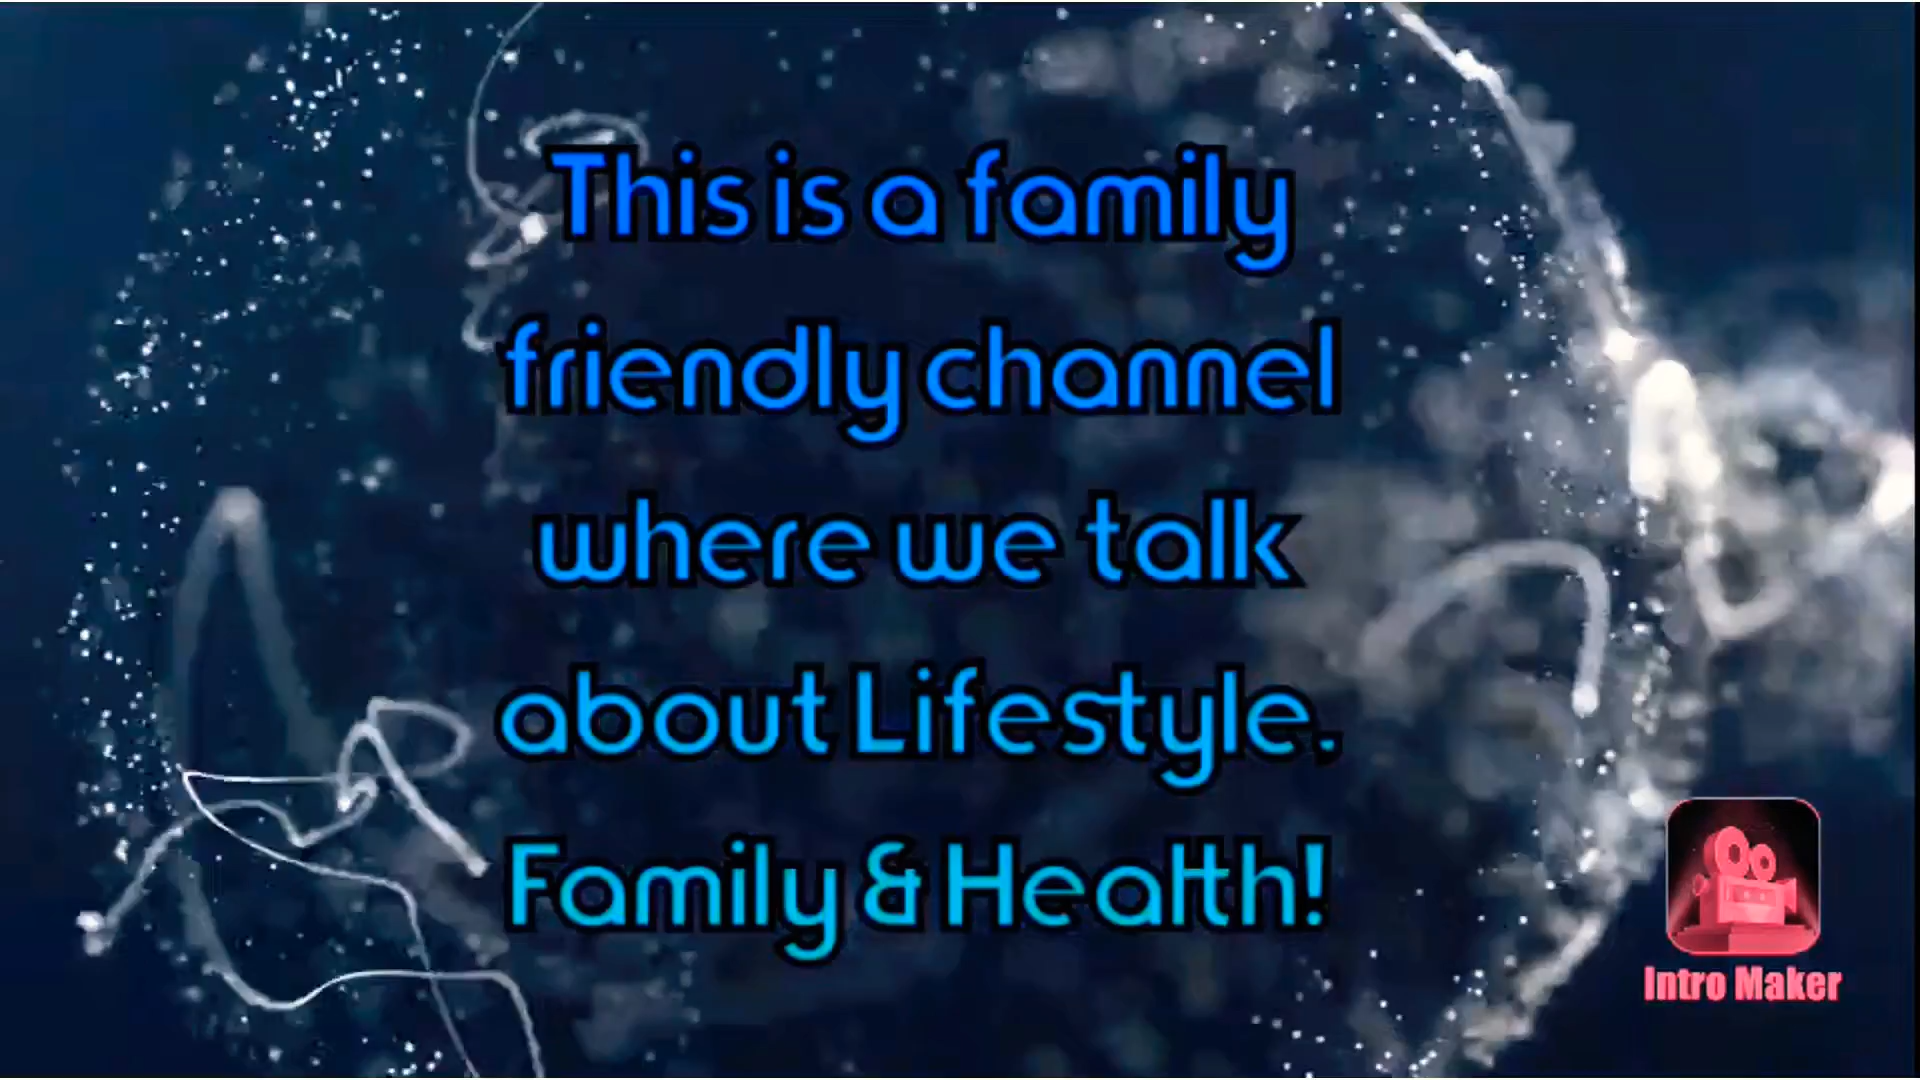 This is a family
friendly channel
where we talk
about Lifestyle.
Family & Health!
Intro Maker